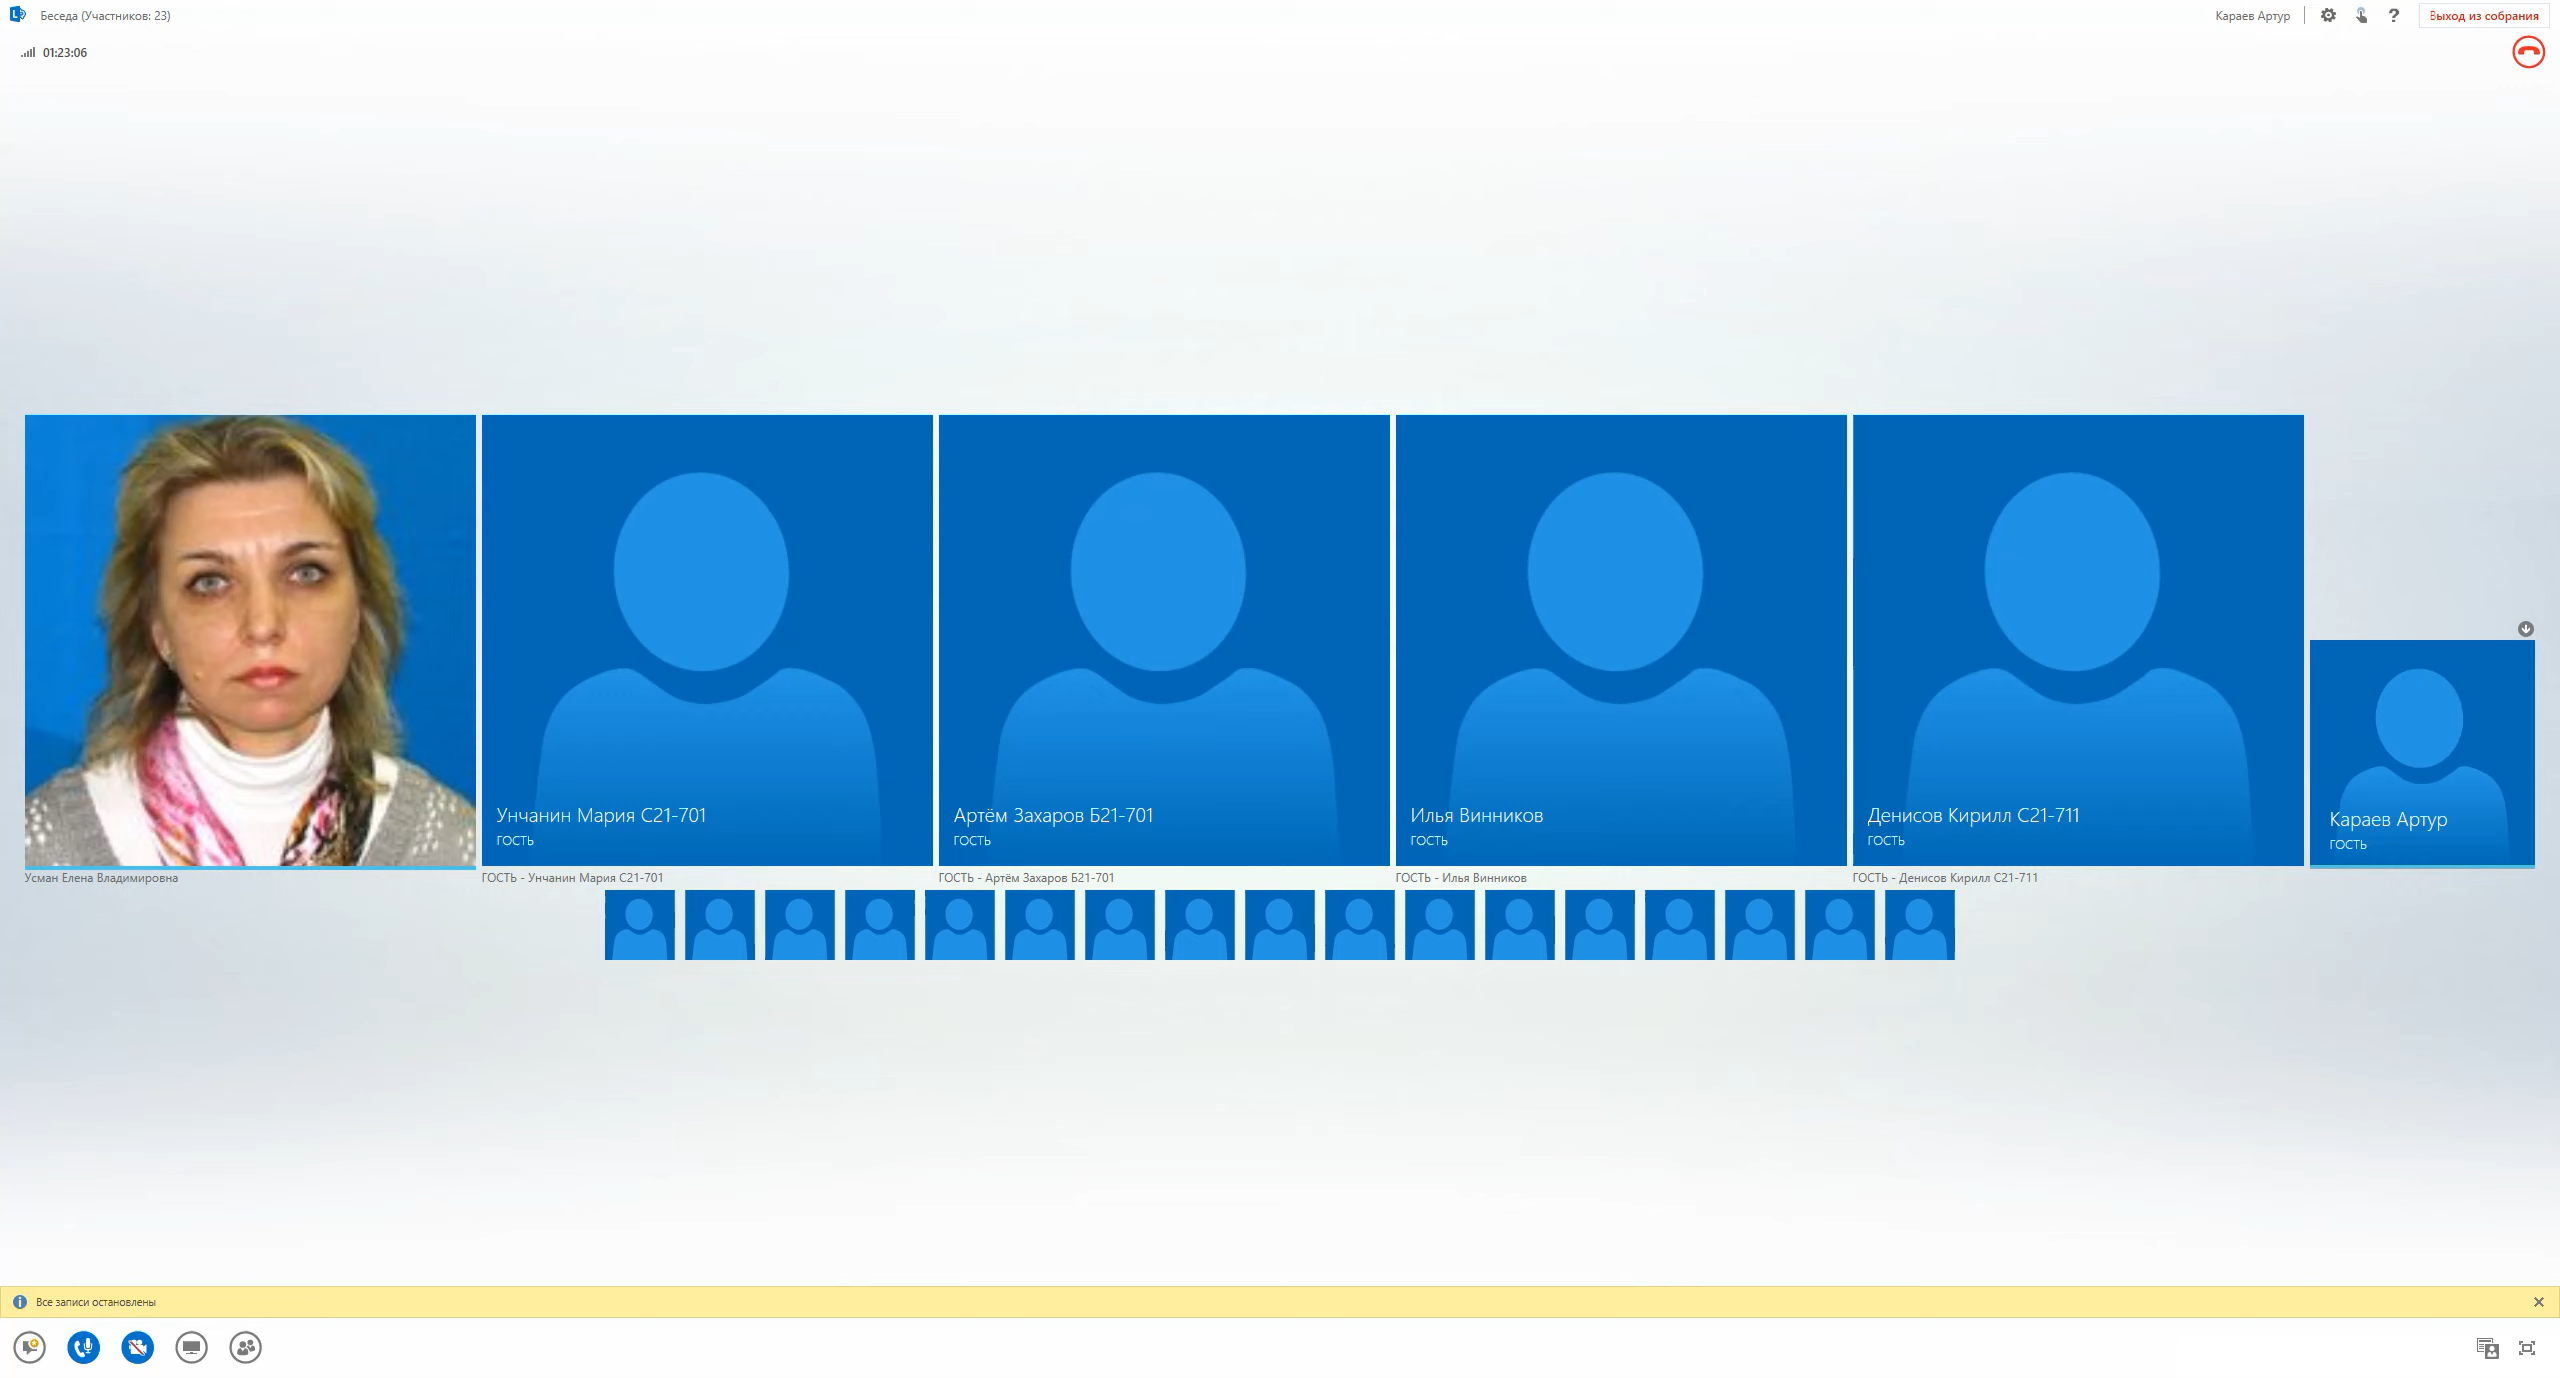 Беседа (Участников: 23)
Караев Артур
?
Выход из собрания
01:23:06
Унчанин Мария С21-701
ГОСТЬ
Артём Захаров Б21-701
ГОСТЬ
Илья Винников
ГОСТЬ
Денисов Кирилл С21-711
ГОСТЬ
Караев Артур
ГОСТЬ
Усман Елена Владимировна
ГОСТЬ - Унчанин Мария С21-701
ГОСТЬ - Артём Захаров Б21-701
ГОСТЬ - Илья Винников
ГОСТЬ - Денисов Кирилл С21-711
Все записи остановлены